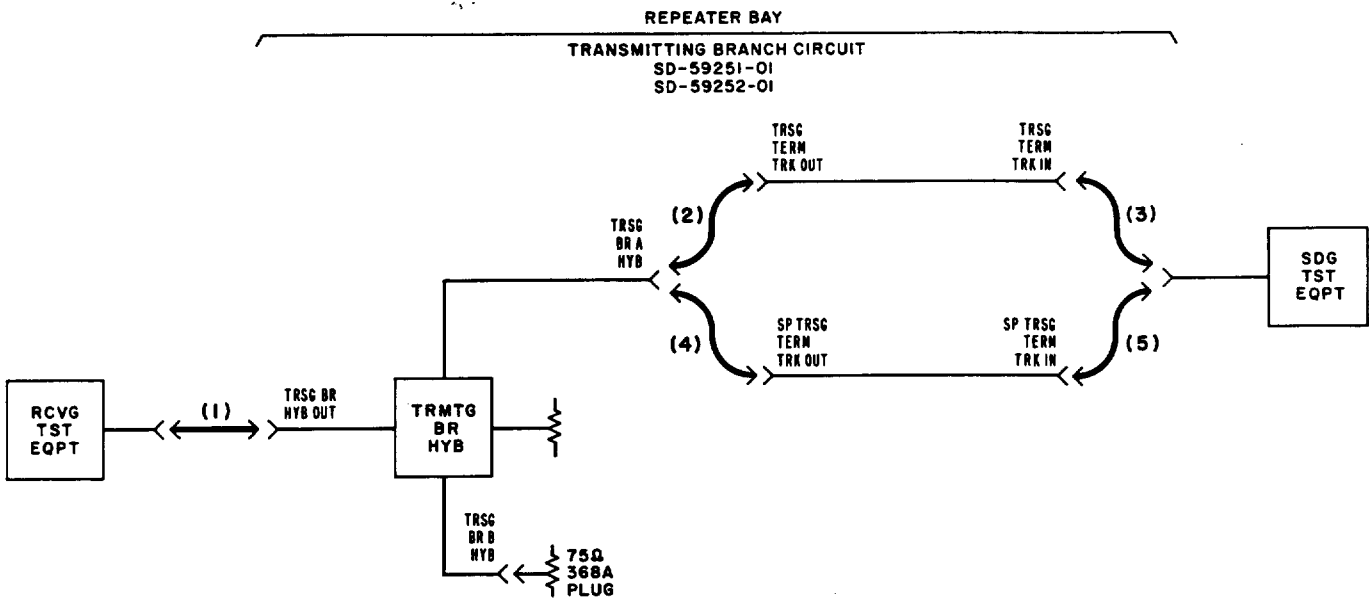 REPEATER BAY
TRANSMITTING BRANCH CIRCUIT
SD-59251-01
SD-59252-01
TRSG
TERM
TRK OUT
TRSG
TERM
TRK IN
(2)
(3)
TRSG
BR A
HYB
SDG
TST
EQPT
SP TRSG
TERM
TRK OUT
SP TRSG
TERM
TRK IN
(4)
(5)
RCVG
TST
EQPT
(1)
TRSG BR
HYB OUT
TRMTG
BR
HYB
TRSG
BR B
HYB
75Ω
368A
PLUG